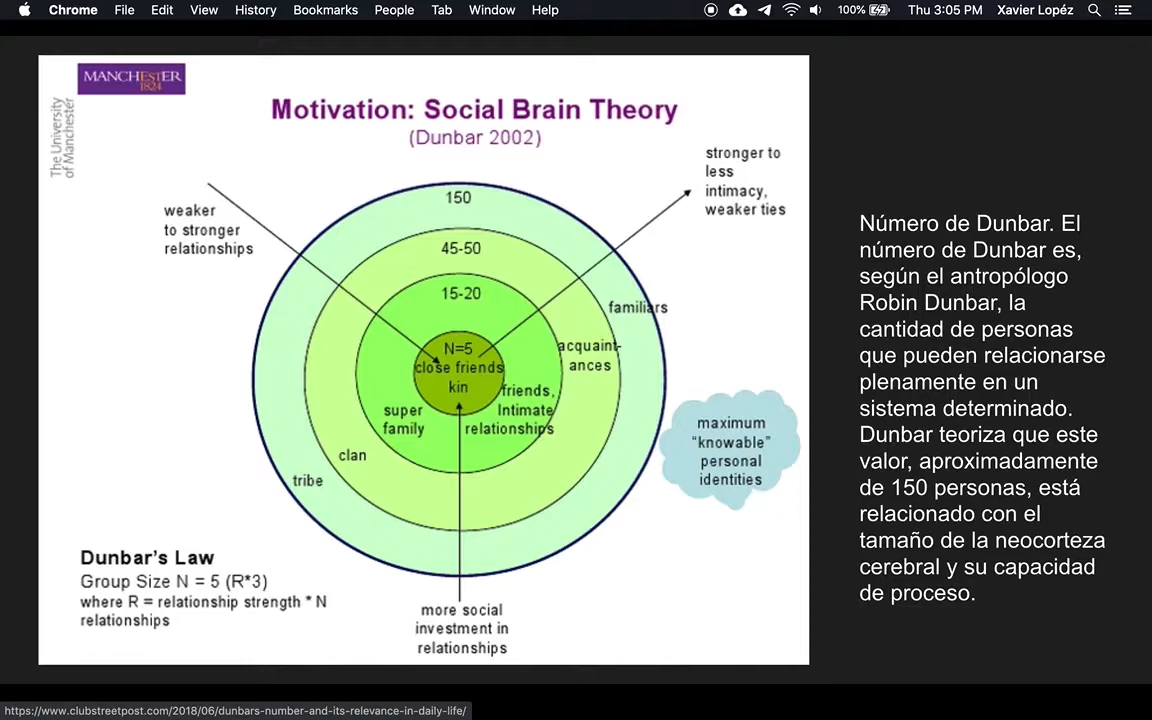 Chrome File Edit View History Bookmarks People Tab Window Help 100% Thu 3:05 PM Xavier Lopéz
MANCHESTER
1824
The University
of Manchester
Motivation: Social Brain Theory
(Dunbar 2002)
stronger to
less
intimacy,
weaker ties
weaker
to stronger
relationships
150
45-50
15-20
N=5
close friends
kin
familiars
acquaint-
ances
friends,
Intimate
relationships
super
family
clan
tribe
maximum
“knowable”
personal
identities
Dunbar’s Law
Group Size N = 5 (R*3)
where R = relationship strength * N
relationships
more social
investment in
relationships
Número de Dunbar. El
número de Dunbar es,
según el antropólogo
Robin Dunbar, la
cantidad de personas
que pueden relacionarse
plenamente en un
sistema determinado.
Dunbar teoriza que este
valor, aproximadamente
de 150 personas, está
relacionado con el
tamaño de la neocorteza
cerebral y su capacidad
de proceso.
https://www.clubstreetpost.com/2018/06/dunbars-number-and-its-relevance-in-daily-life/